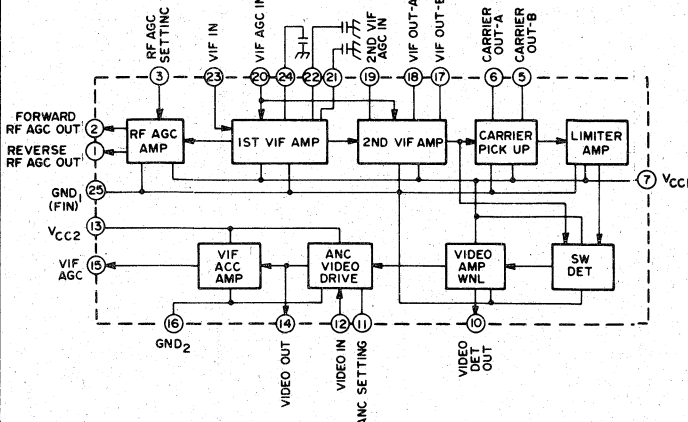 RF AGC
SETTING
VIF IN
VIF AGC IN
2ND VIF
AGC IN
VIF OUT-A
VIF OUT-B
CARRIER
OUT-A
CARRIER
OUT-B
3
23
20
24
22
21
19
18
17
6
5
FORWARD
RF AGC OUT
2
REVERSE
RF AGC OUT
1
RF AGC
AMP
1ST VIF AMP
2ND VIF AMP
CARRIER
PICK UP
LIMITER
AMP
GND1
(FIN)
25
7
VCC1
VCC2
13
VIF
AGC
15
VIF
ACC
AMP
ANC
VIDEO
DRIVE
VIDEO
AMP
WNL
SW
DET
16
14
12
11
10
GND2
VIDEO OUT
VIDEO IN
ANC SETTING
VIDEO
DET
OUT